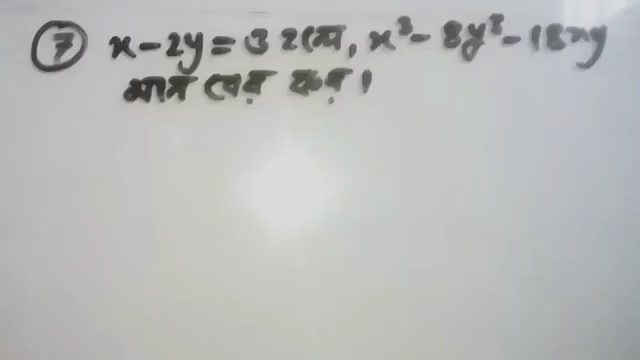 7 x - 2y = 3 হলে, x³ - 8y³ - 18xy
মান বের কর।